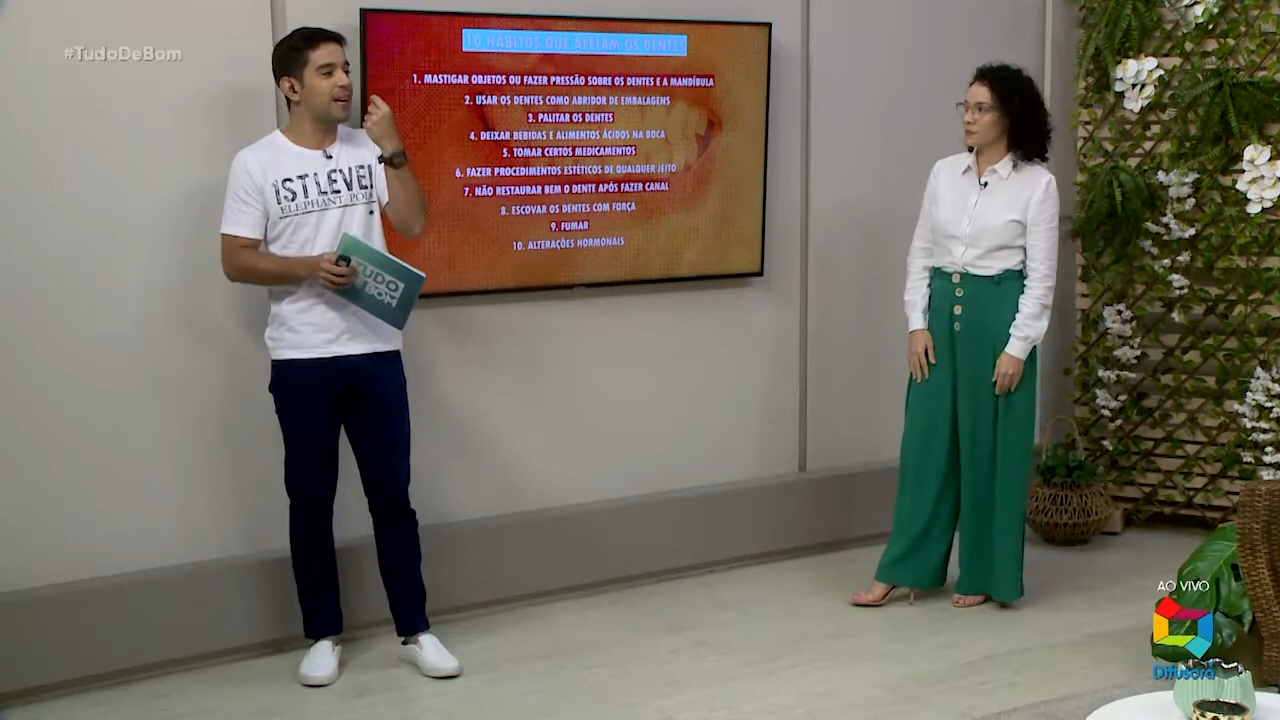 #TudoDeBom
10 HÁBITOS QUE AFETAM OS DENTES
1. MASTIGAR OBJETOS OU FAZER PRESSÃO SOBRE OS DENTES E A MANDÍBULA
2. USAR OS DENTES COMO ABRIDOR DE EMBALAGENS
3. PALITAR OS DENTES
4. DEIXAR BEBIDAS E ALIMENTOS ÁCIDOS NA BOCA
5. TOMAR CERTOS MEDICAMENTOS
6. FAZER PROCEDIMENTOS ESTÉTICOS DE QUALQUER JEITO
7. NÃO RESTAURAR BEM O DENTE APÓS FAZER CANAL
8. ESCOVAR OS DENTES COM FORÇA
9. FUMAR
10. ALTERAÇÕES HORMONAIS
1ST LEVEL
ELEPHANT POLO
TUDO
DE BOM
AO VIVO
Difusora